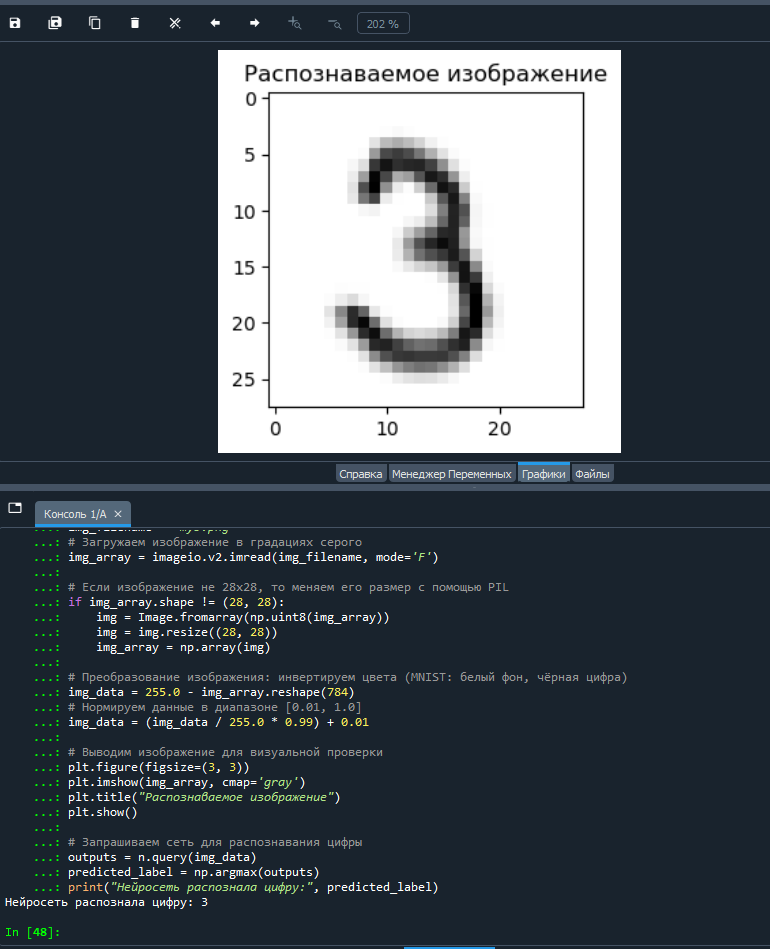 202 %
Распознаваемое изображение
0
5
10
15
20
25
0 10 20
Справка Менеджер Переменных Графики Файлы
Консоль 1/A ×
...: # Загружаем изображение в градациях серого
...: img_array = imageio.v2.imread(img_filename, mode='F')
...:
...: # Если изображение не 28x28, то меняем его размер с помощью PIL
...: if img_array.shape != (28, 28):
...:     img = Image.fromarray(np.uint8(img_array))
...:     img = img.resize((28, 28))
...:     img_array = np.array(img)
...:
...: # Преобразование изображения: инвертируем цвета (MNIST: белый фон, чёрная цифра)
...: img_data = 255.0 - img_array.reshape(784)
...: # Нормируем данные в диапазоне [0.01, 1.0]
...: img_data = (img_data / 255.0 * 0.99) + 0.01
...:
...: # Выводим изображение для визуальной проверки
...: plt.figure(figsize=(3, 3))
...: plt.imshow(img_array, cmap='gray')
...: plt.title("Распознаваемое изображение")
...: plt.show()
...:
...: # Запрашиваем сеть для распознавания цифры
...: outputs = n.query(img_data)
...: predicted_label = np.argmax(outputs)
...: print("Нейросеть распознала цифру:", predicted_label)
Нейросеть распознала цифру: 3
In [48]: